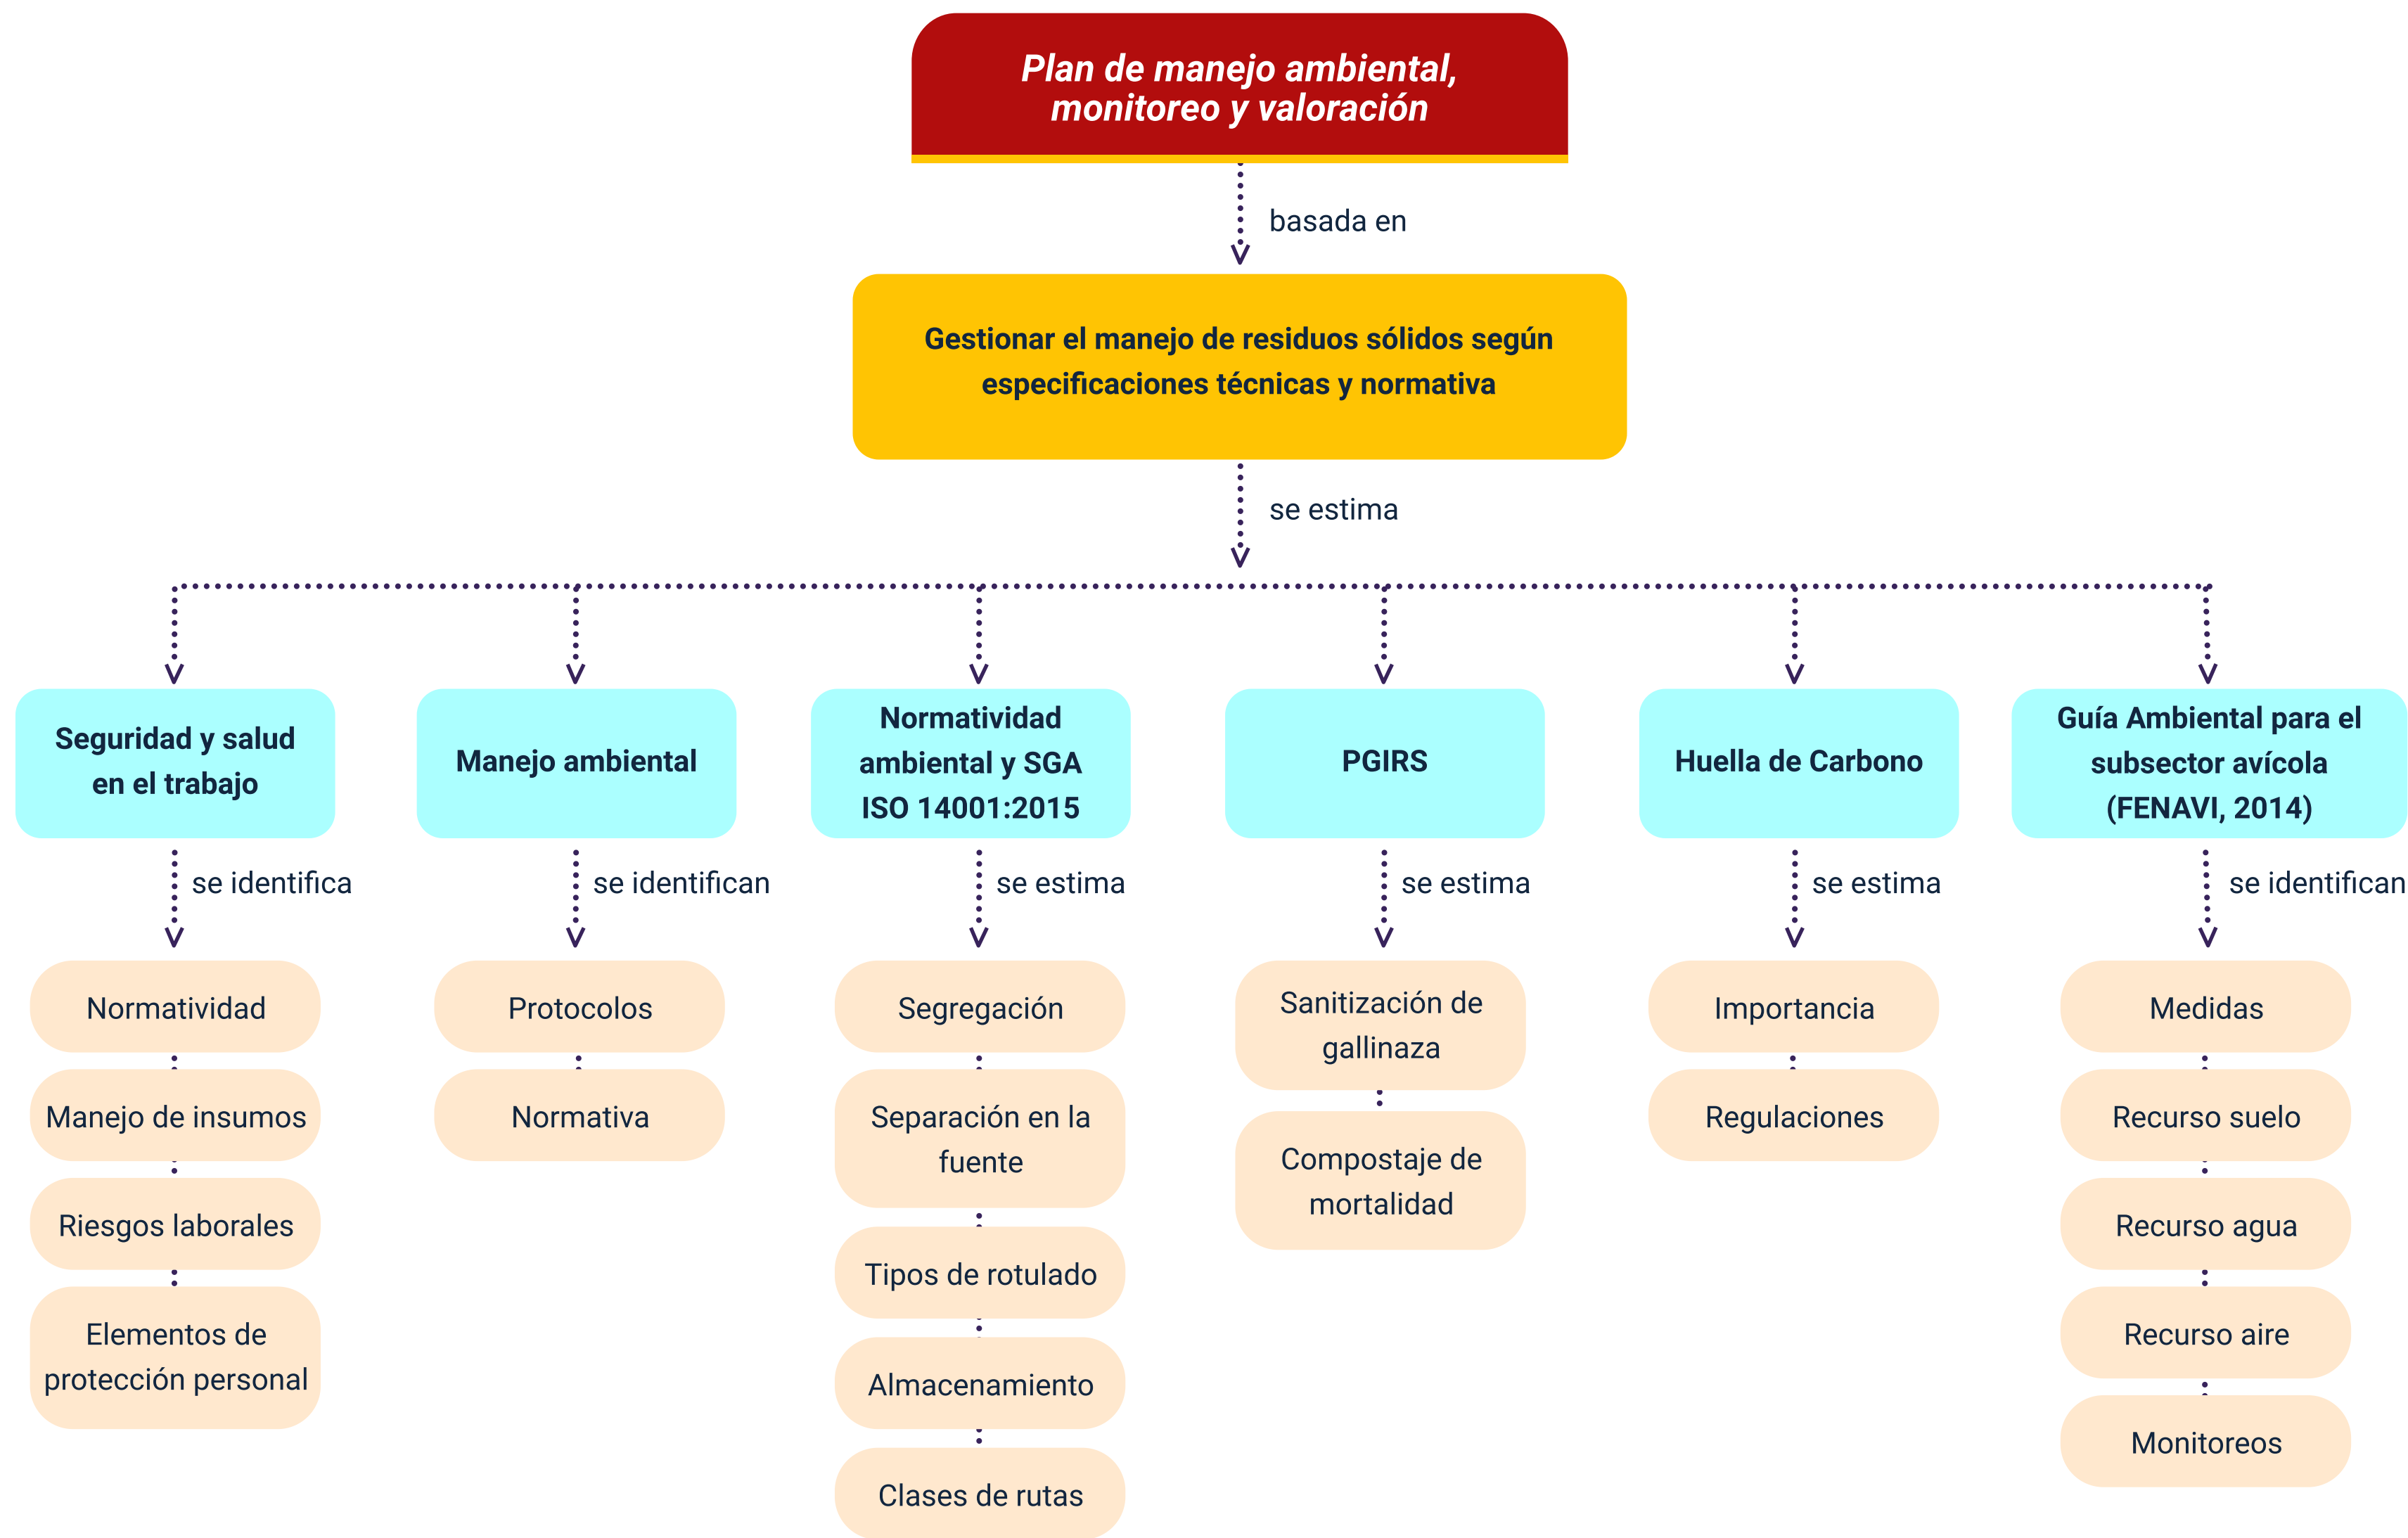 Plan de manejo ambiental,
monitoreo y valoración
basada en
Gestionar el manejo de residuos sólidos según
especificaciones técnicas y normativa
se estima
Seguridad y salud
en el trabajo
se identifica
Normatividad
Manejo de insumos
Riesgos laborales
Elementos de
protección personal
Manejo ambiental
se identifican
Protocolos
Normativa
Normatividad
ambiental y SGA
ISO 14001:2015
se estima
Segregación
Separación en la
fuente
Tipos de rotulado
Almacenamiento
Clases de rutas
PGIRS
se estima
Sanitización de
gallinaza
Compostaje de
mortalidad
Huella de Carbono
se estima
Importancia
Regulaciones
Guía Ambiental para el
subsector avícola
(FENAVI, 2014)
se identifican
Medidas
Recurso suelo
Recurso agua
Recurso aire
Monitoreos